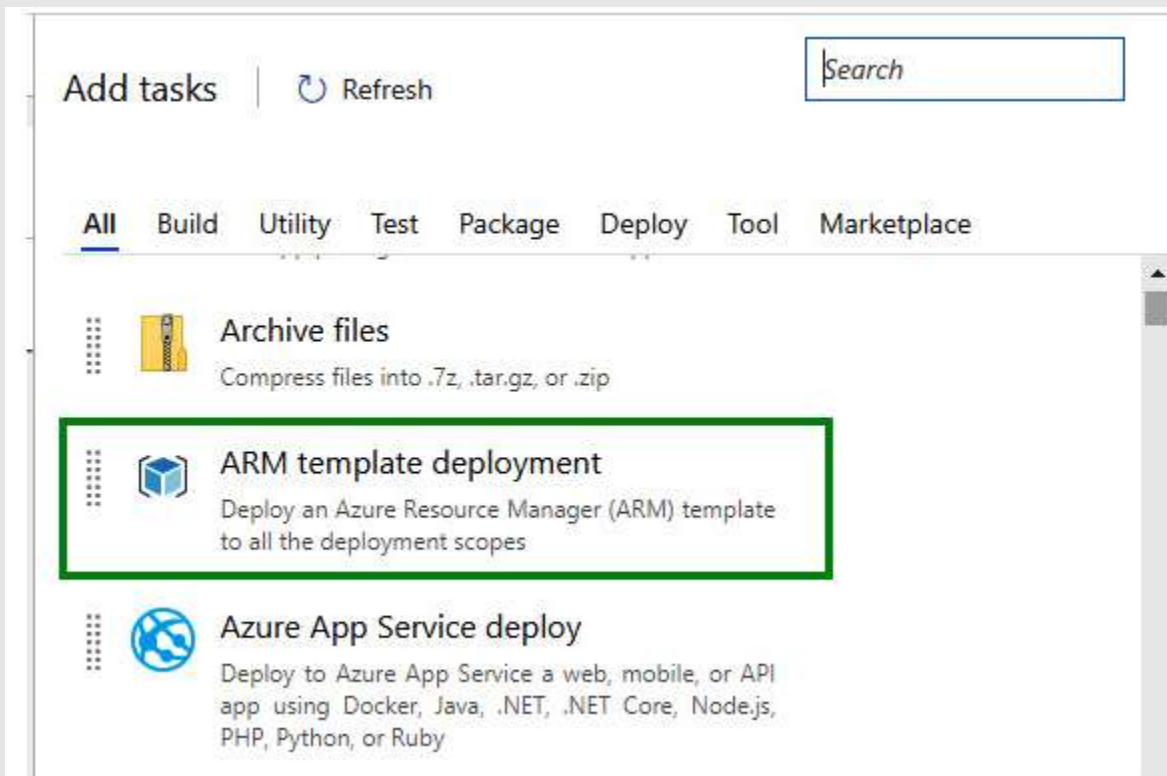 Add tasks
Refresh
Search
All Build Utility Test Package Deploy Tool Marketplace
Archive files
Compress files into .7z, .tar.gz, or .zip
ARM template deployment
Deploy an Azure Resource Manager (ARM) template
to all the deployment scopes
Azure App Service deploy
Deploy to Azure App Service a web, mobile, or API
app using Docker, Java, .NET, .NET Core, Node.js,
PHP, Python, or Ruby